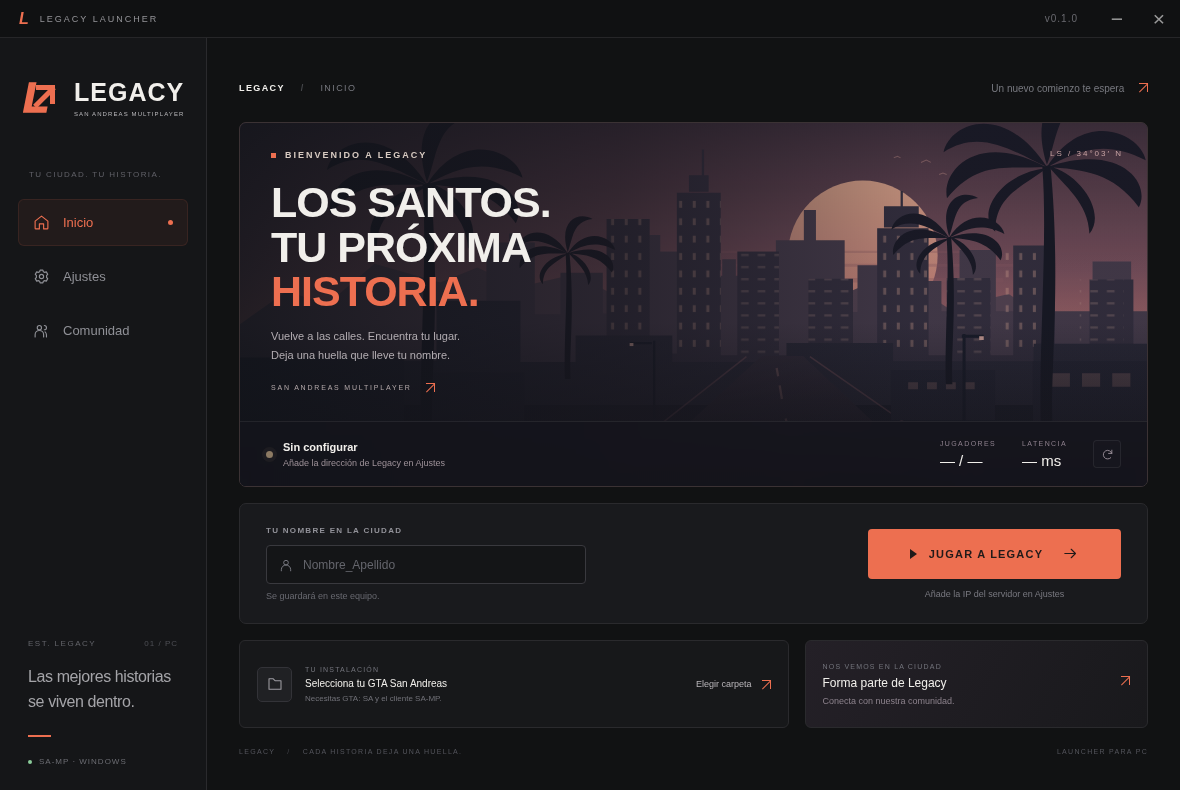 L LEGACY LAUNCHER
v0.1.0
LEGACY
SAN ANDREAS MULTIPLAYER
TU CIUDAD. TU HISTORIA.
Inicio
Ajustes
Comunidad
EST. LEGACY
01 / PC
Las mejores historias
se viven dentro.
SA-MP · WINDOWS
LEGACY / INICIO
Un nuevo comienzo te espera
BIENVENIDO A LEGACY
LS / 34°03' N
LOS SANTOS.
TU PRÓXIMA
HISTORIA.
Vuelve a las calles. Encuentra tu lugar.
Deja una huella que lleve tu nombre.
SAN ANDREAS MULTIPLAYER
Sin configurar
Añade la dirección de Legacy en Ajustes
JUGADORES
— / —
LATENCIA
— ms
TU NOMBRE EN LA CIUDAD
Nombre_Apellido
Se guardará en este equipo.
JUGAR A LEGACY
Añade la IP del servidor en Ajustes
TU INSTALACIÓN
Selecciona tu GTA San Andreas
Necesitas GTA: SA y el cliente SA-MP.
Elegir carpeta
NOS VEMOS EN LA CIUDAD
Forma parte de Legacy
Conecta con nuestra comunidad.
LEGACY / CADA HISTORIA DEJA UNA HUELLA.
LAUNCHER PARA PC